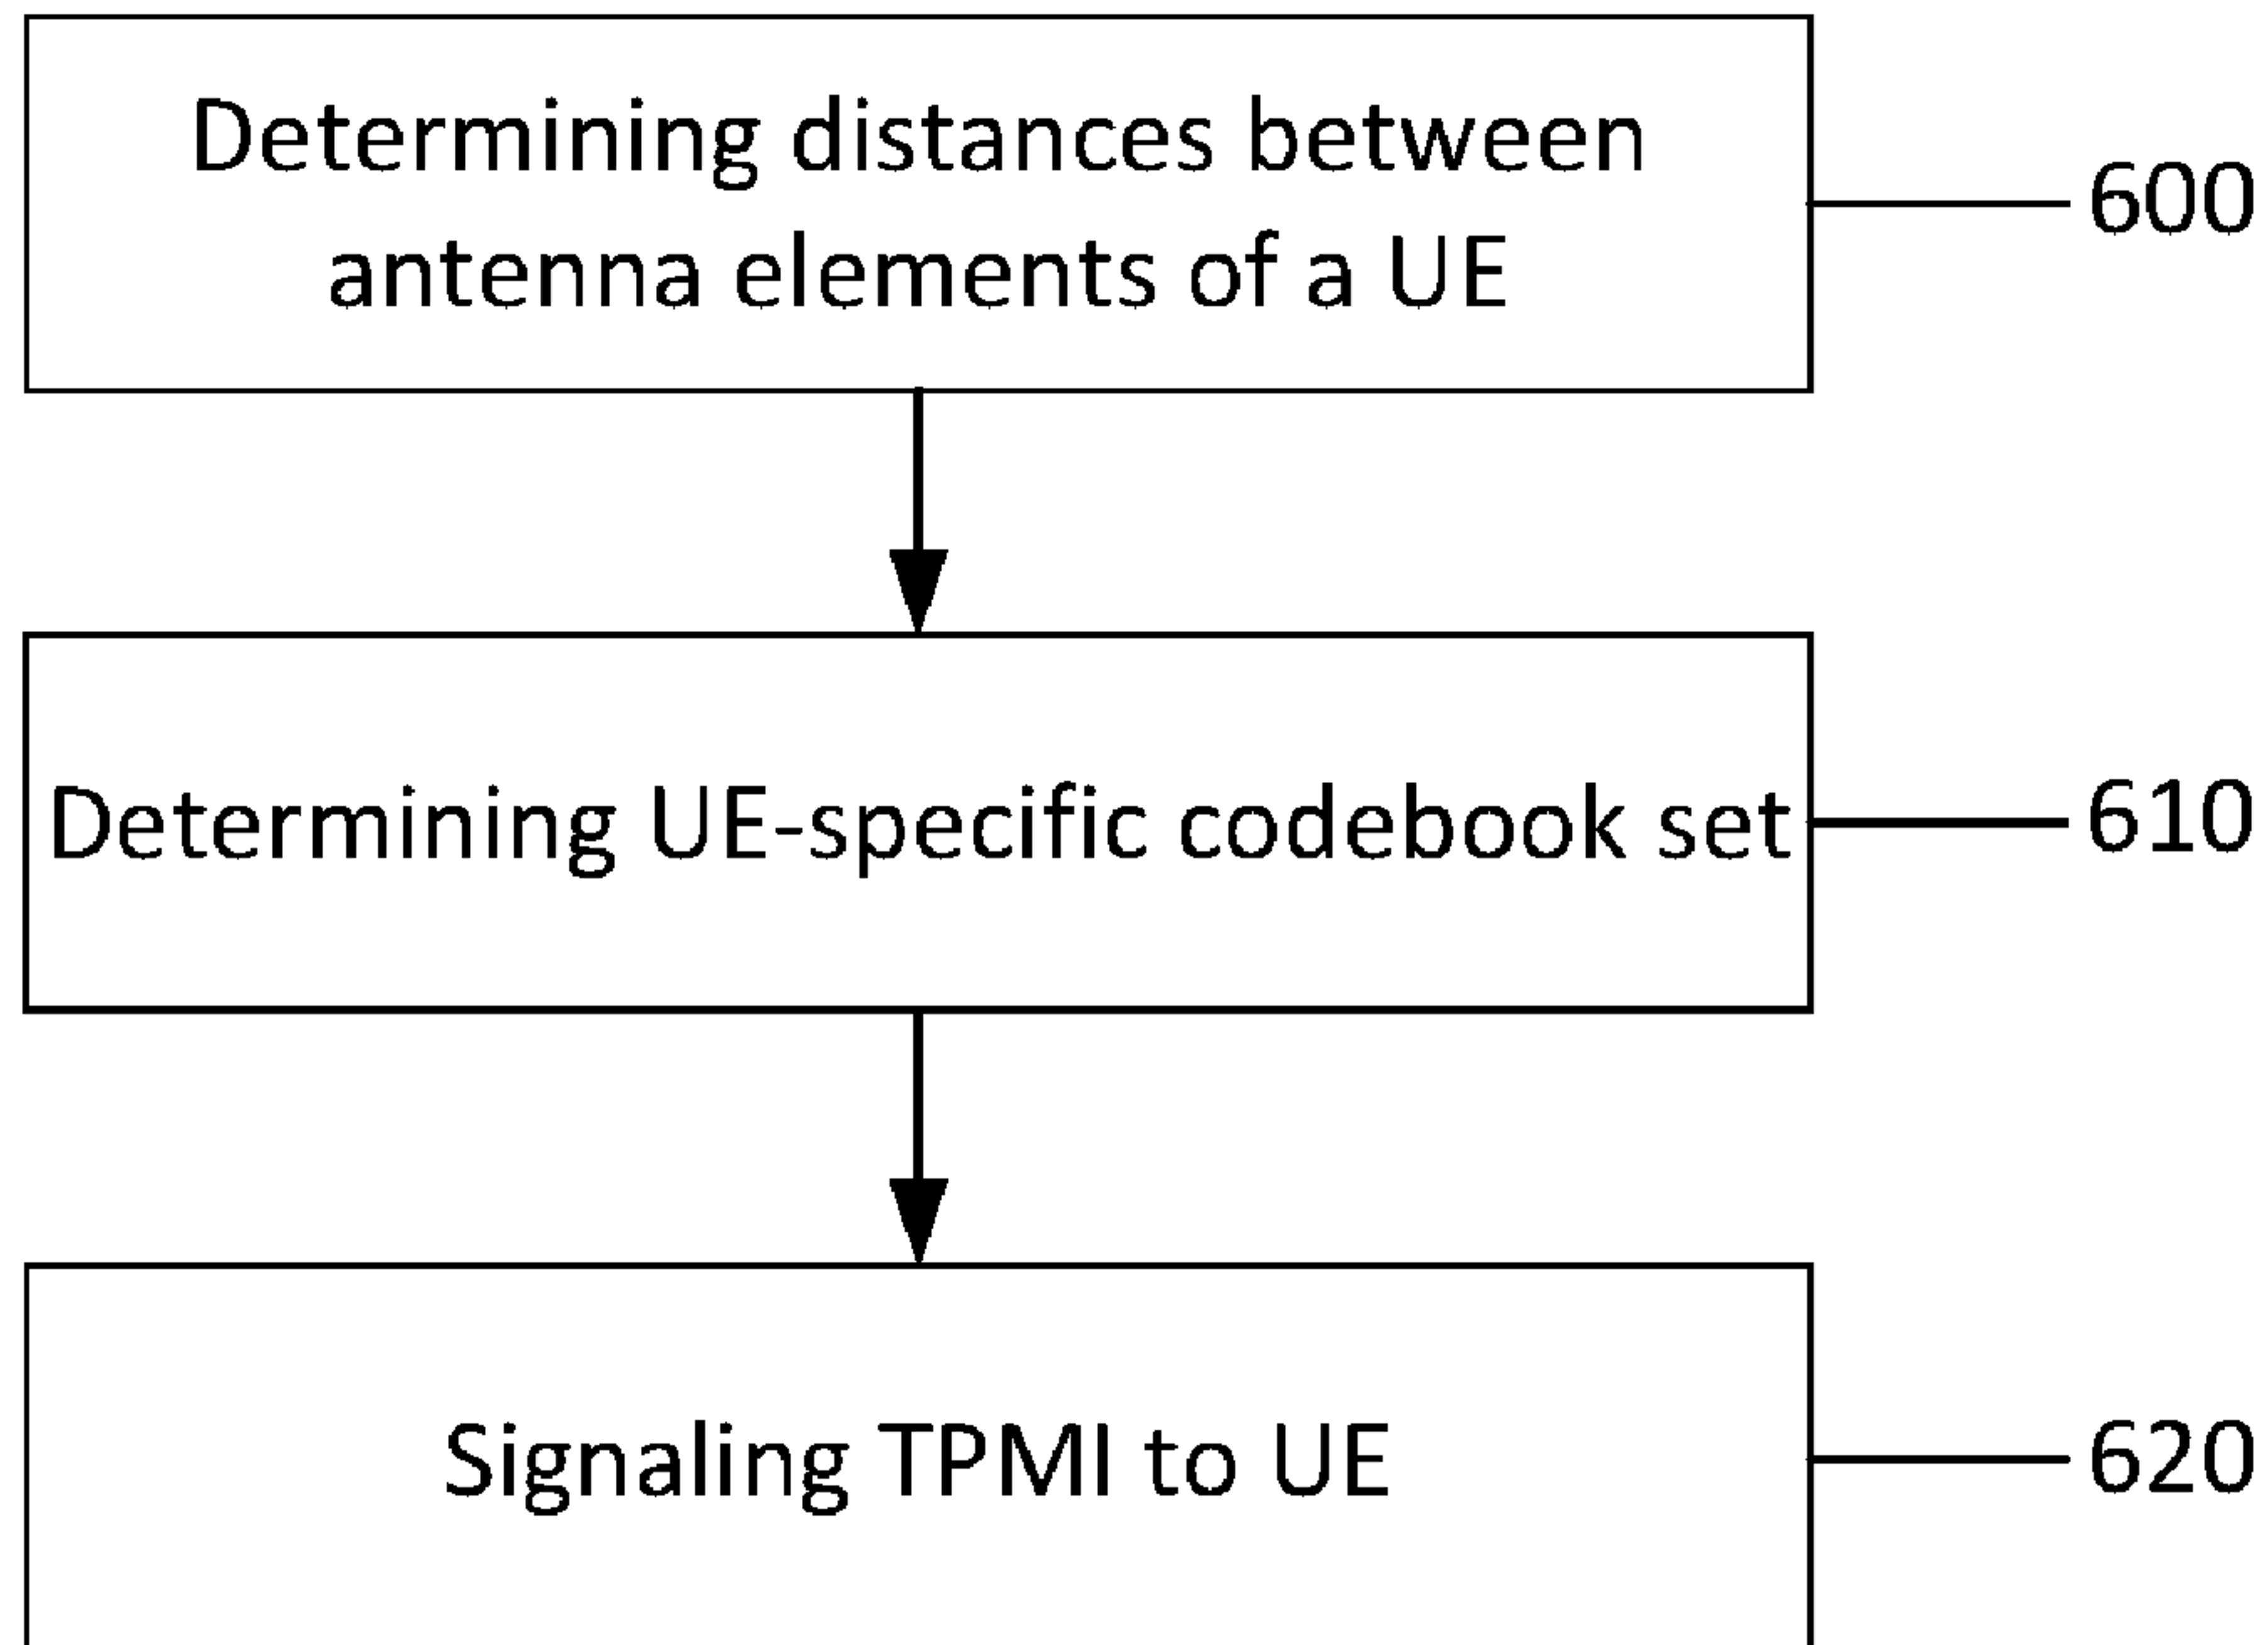 Determining distances between
antenna elements of a UE
600
Determining UE-specific codebook set
610
Signaling TPMI to UE
620